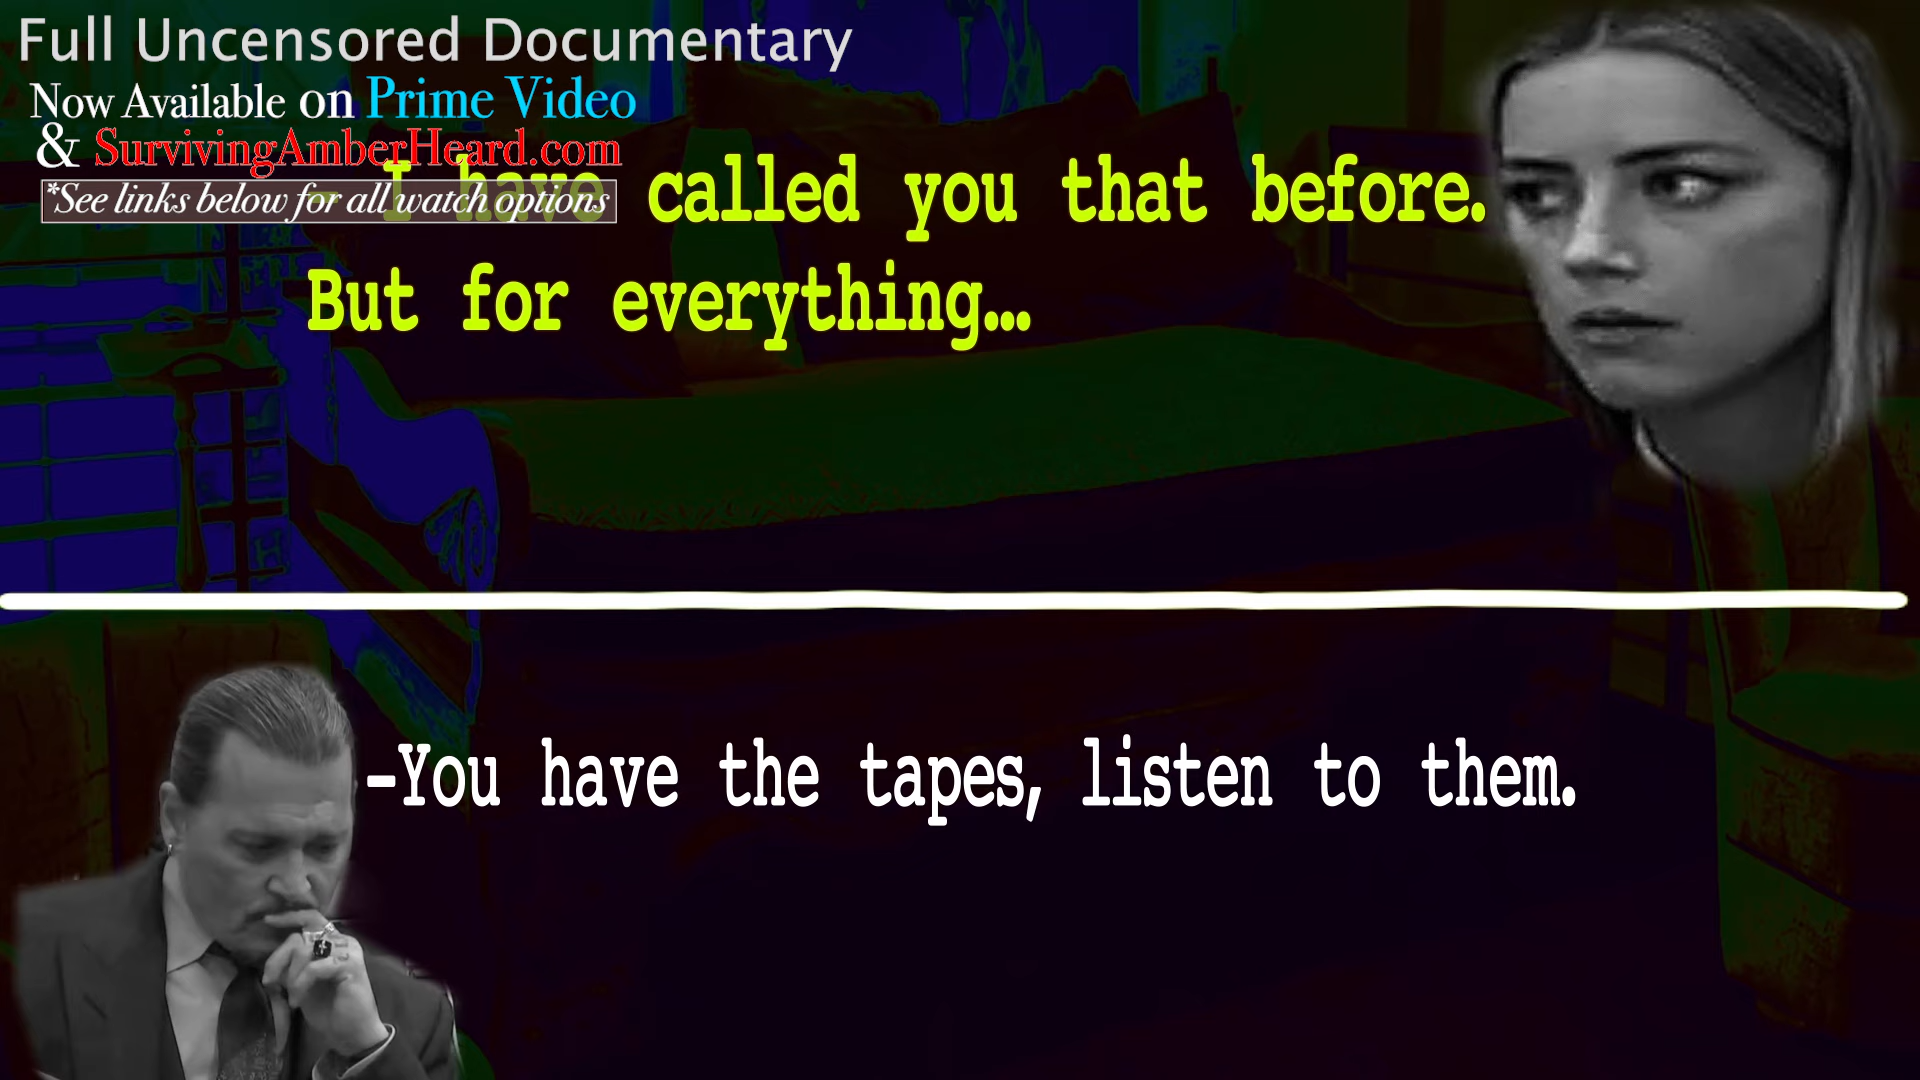 Full Uncensored Documentary
Now Available on Prime Video
& SurvivingAmberHeard.com
*See links below for all watch options
- I have called you that before.
But for everything...
-You have the tapes, listen to them.